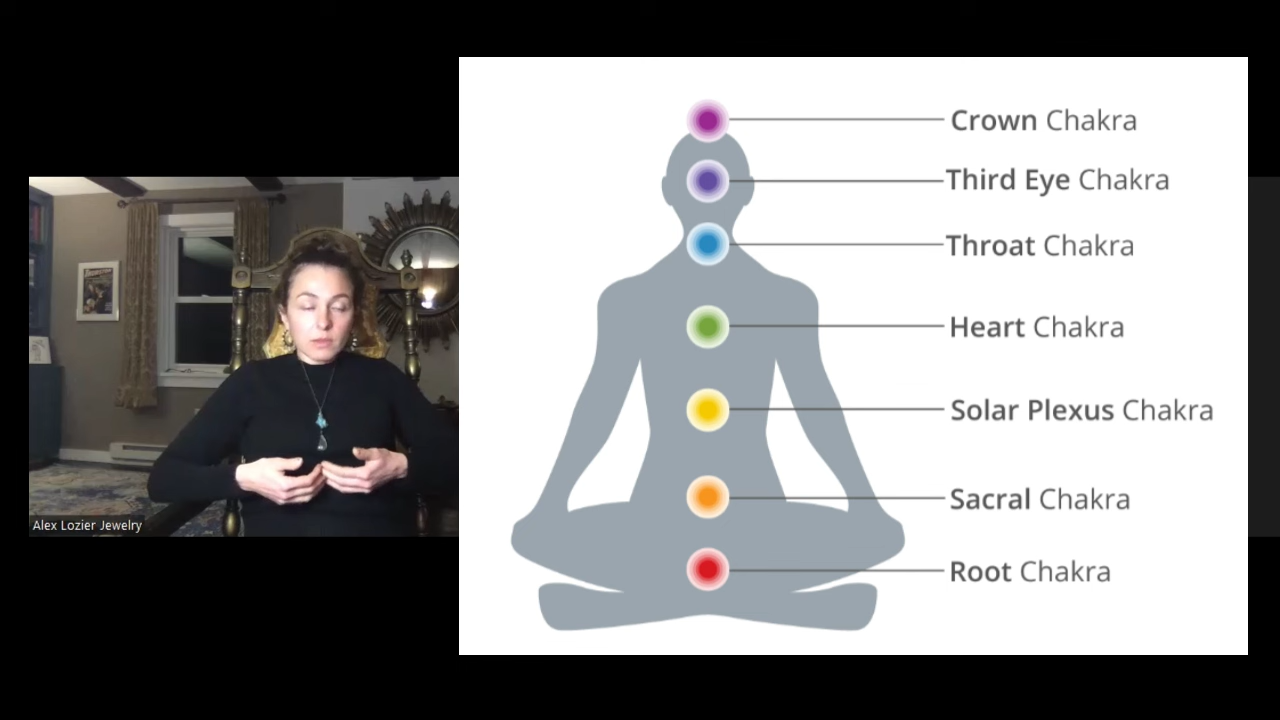 Crown Chakra
Third Eye Chakra
Throat Chakra
Heart Chakra
Solar Plexus Chakra
Sacral Chakra
Root Chakra
Alex Lozier Jewelry